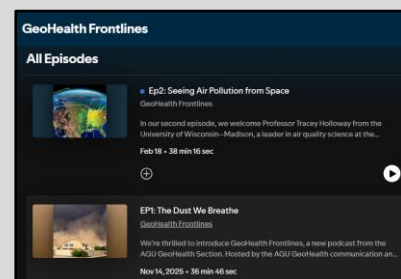 GeoHealth Frontlines
All Episodes
Ep2: Seeing Air Pollution from Space
GeoHealth Frontlines
In our second episode, we welcome Professor Tracey Holloway from the
University of Wisconsin–Madison, a leader in air quality science at the...
Feb 18 • 38 min 16 sec
EP1: The Dust We Breathe
GeoHealth Frontlines
We're thrilled to introduce GeoHealth Frontlines, a new podcast from the
AGU GeoHealth Section. Hosted by the AGU GeoHealth communication an...
Nov 14, 2025 • 36 min 46 sec